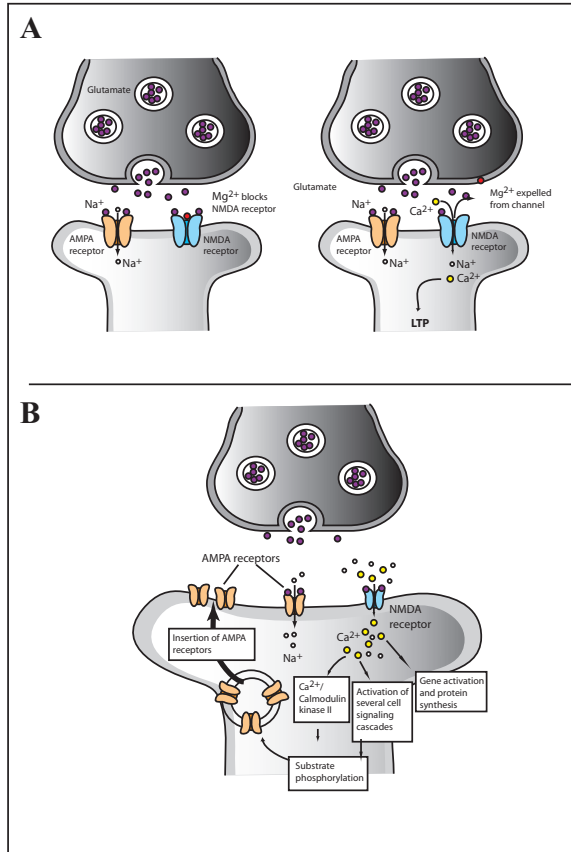 A
Glutamate
Na⁺
Mg²⁺ blocks
NMDA receptor
AMPA
receptor
NMDA
receptor
Na⁺
Glutamate
Na⁺
Ca²⁺
Mg²⁺ expelled
from channel
AMPA
receptor
NMDA
receptor
Na⁺
Na⁺
Ca²⁺
LTP
B
AMPA receptors
NMDA
receptor
Insertion of AMPA
receptors
Na⁺
Ca²⁺
Ca²⁺/
Calmodulin
kinase II
Activation of
several cell
signaling
cascades
Gene activation
and protein
synthesis
Substrate
phosphorylation